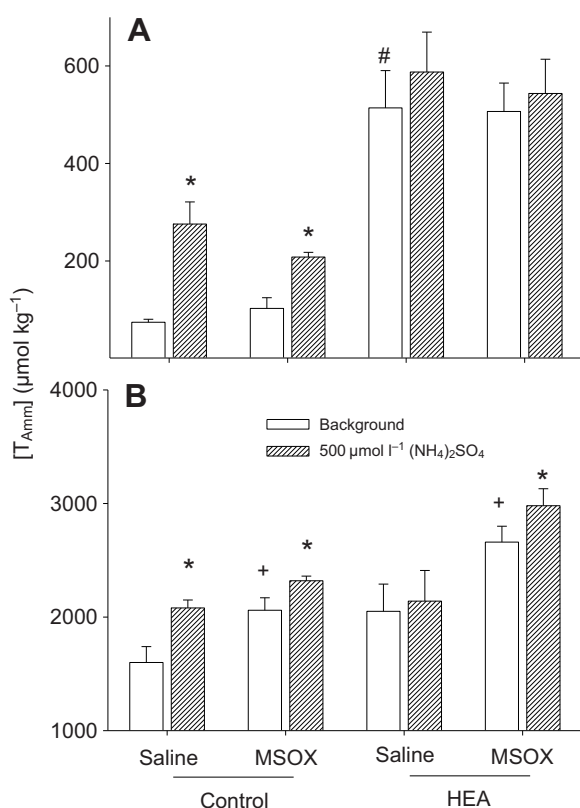 A
600
400
200
#
*
*
[T_Amm] (µmol kg⁻¹)
B
4000
3000
2000
1000
Background
500 µmol l⁻¹ (NH₄)₂SO₄
*
+
*
+
*
Saline MSOX Saline MSOX
Control HEA